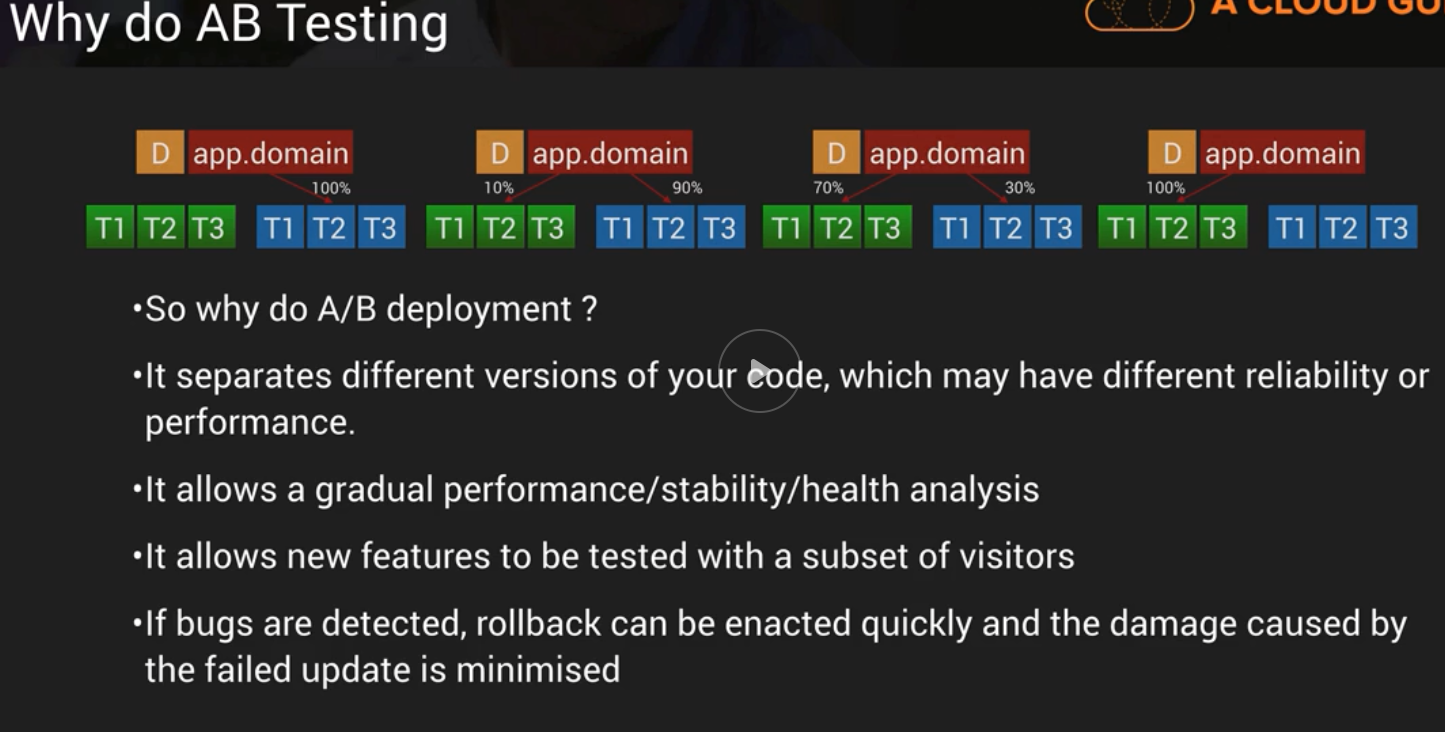 Why do AB Testing
A CLOUD GU
D app.domain D app.domain D app.domain D app.domain
100% 10% 90% 70% 30% 100%
T1 T2 T3 T1 T2 T3 T1 T2 T3 T1 T2 T3 T1 T2 T3 T1 T2 T3 T1 T2 T3 T1 T2 T3
•So why do A/B deployment ?
•It separates different versions of your code, which may have different reliability or
performance.
•It allows a gradual performance/stability/health analysis
•It allows new features to be tested with a subset of visitors
•If bugs are detected, rollback can be enacted quickly and the damage caused by
the failed update is minimised